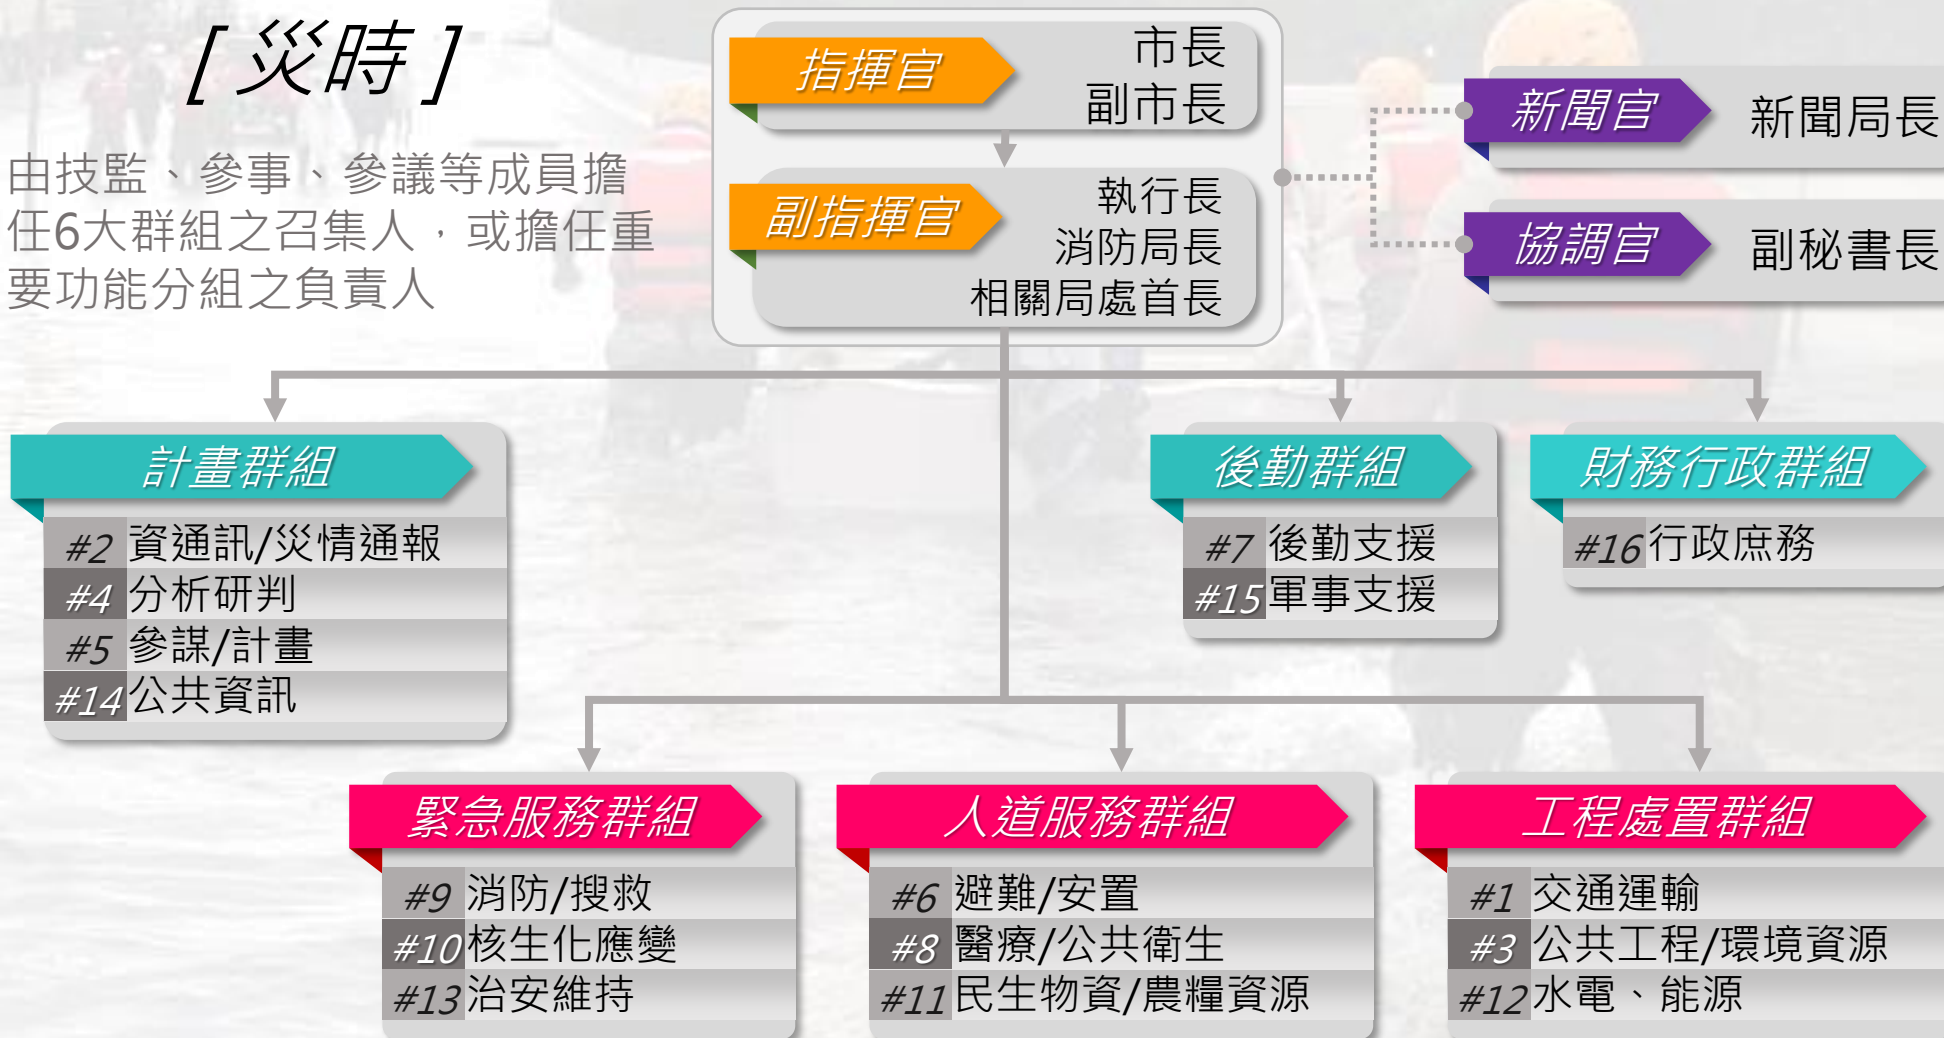 [ 災時 ]
由技監、參事、參議等成員擔
任6大群組之召集人，或擔任重
要功能分組之負責人
指揮官
市長
副市長
副指揮官
執行長
消防局長
相關局處首長
新聞官
新聞局長
協調官
副秘書長
計畫群組
#2 資通訊/災情通報
#4 分析研判
#5 參謀/計畫
#14 公共資訊
後勤群組
#7 後勤支援
#15 軍事支援
財務行政群組
#16 行政庶務
緊急服務群組
#9 消防/搜救
#10 核生化應變
#13 治安維持
人道服務群組
#6 避難/安置
#8 醫療/公共衛生
#11 民生物資/農糧資源
工程處置群組
#1 交通運輸
#3 公共工程/環境資源
#12 水電、能源